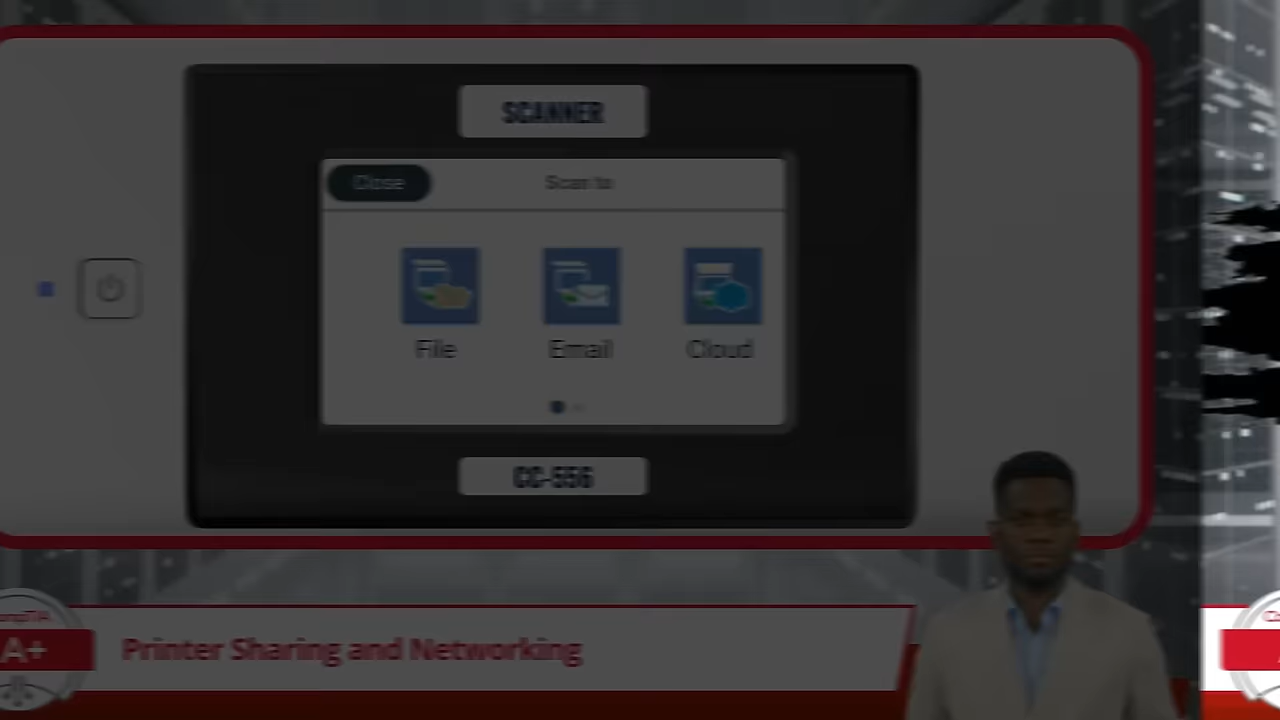 SCANNER
Close
Scan to
File
Email
Cloud
CC-556
A+
Printer Sharing and Networking